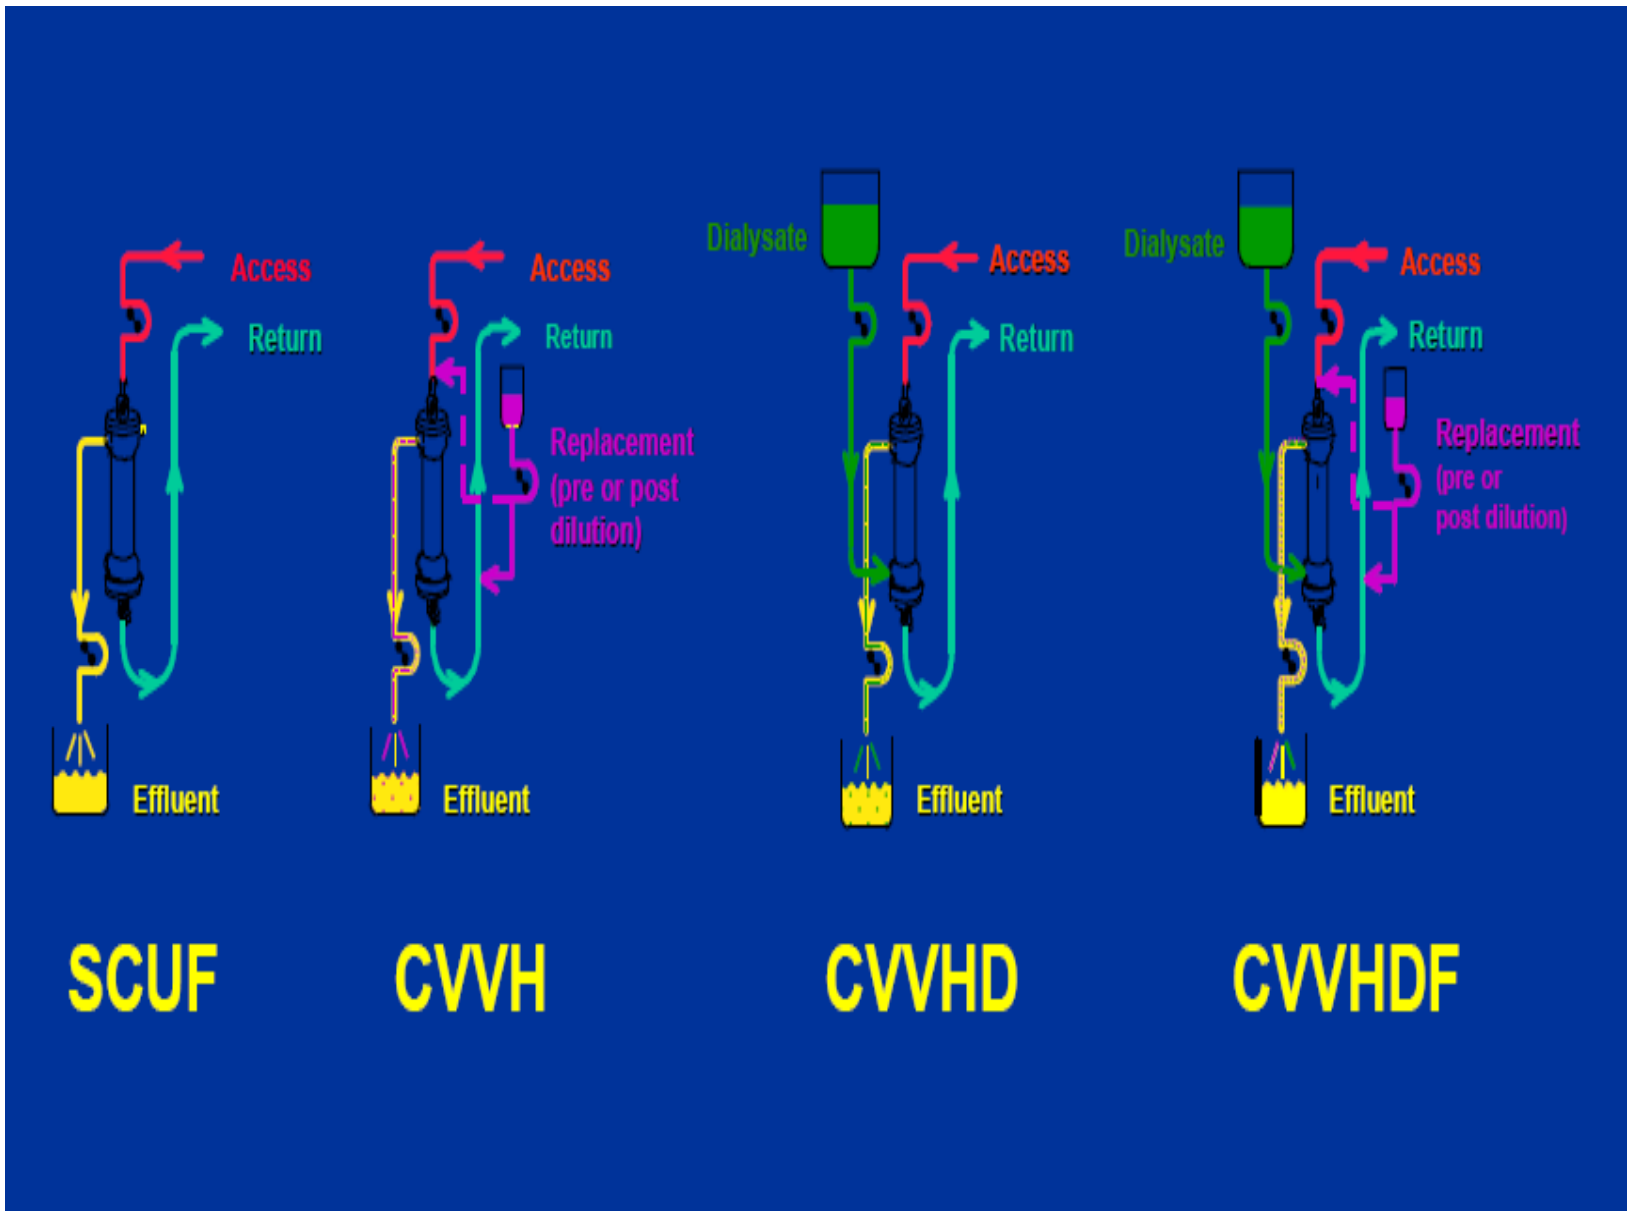 Access
Return
Effluent
SCUF
Access
Return
Replacement
(pre or post
dilution)
Effluent
CVVH
Dialysate
Access
Return
Effluent
CVVHD
Dialysate
Access
Return
Replacement
(pre or
post dilution)
Effluent
CVVHDF